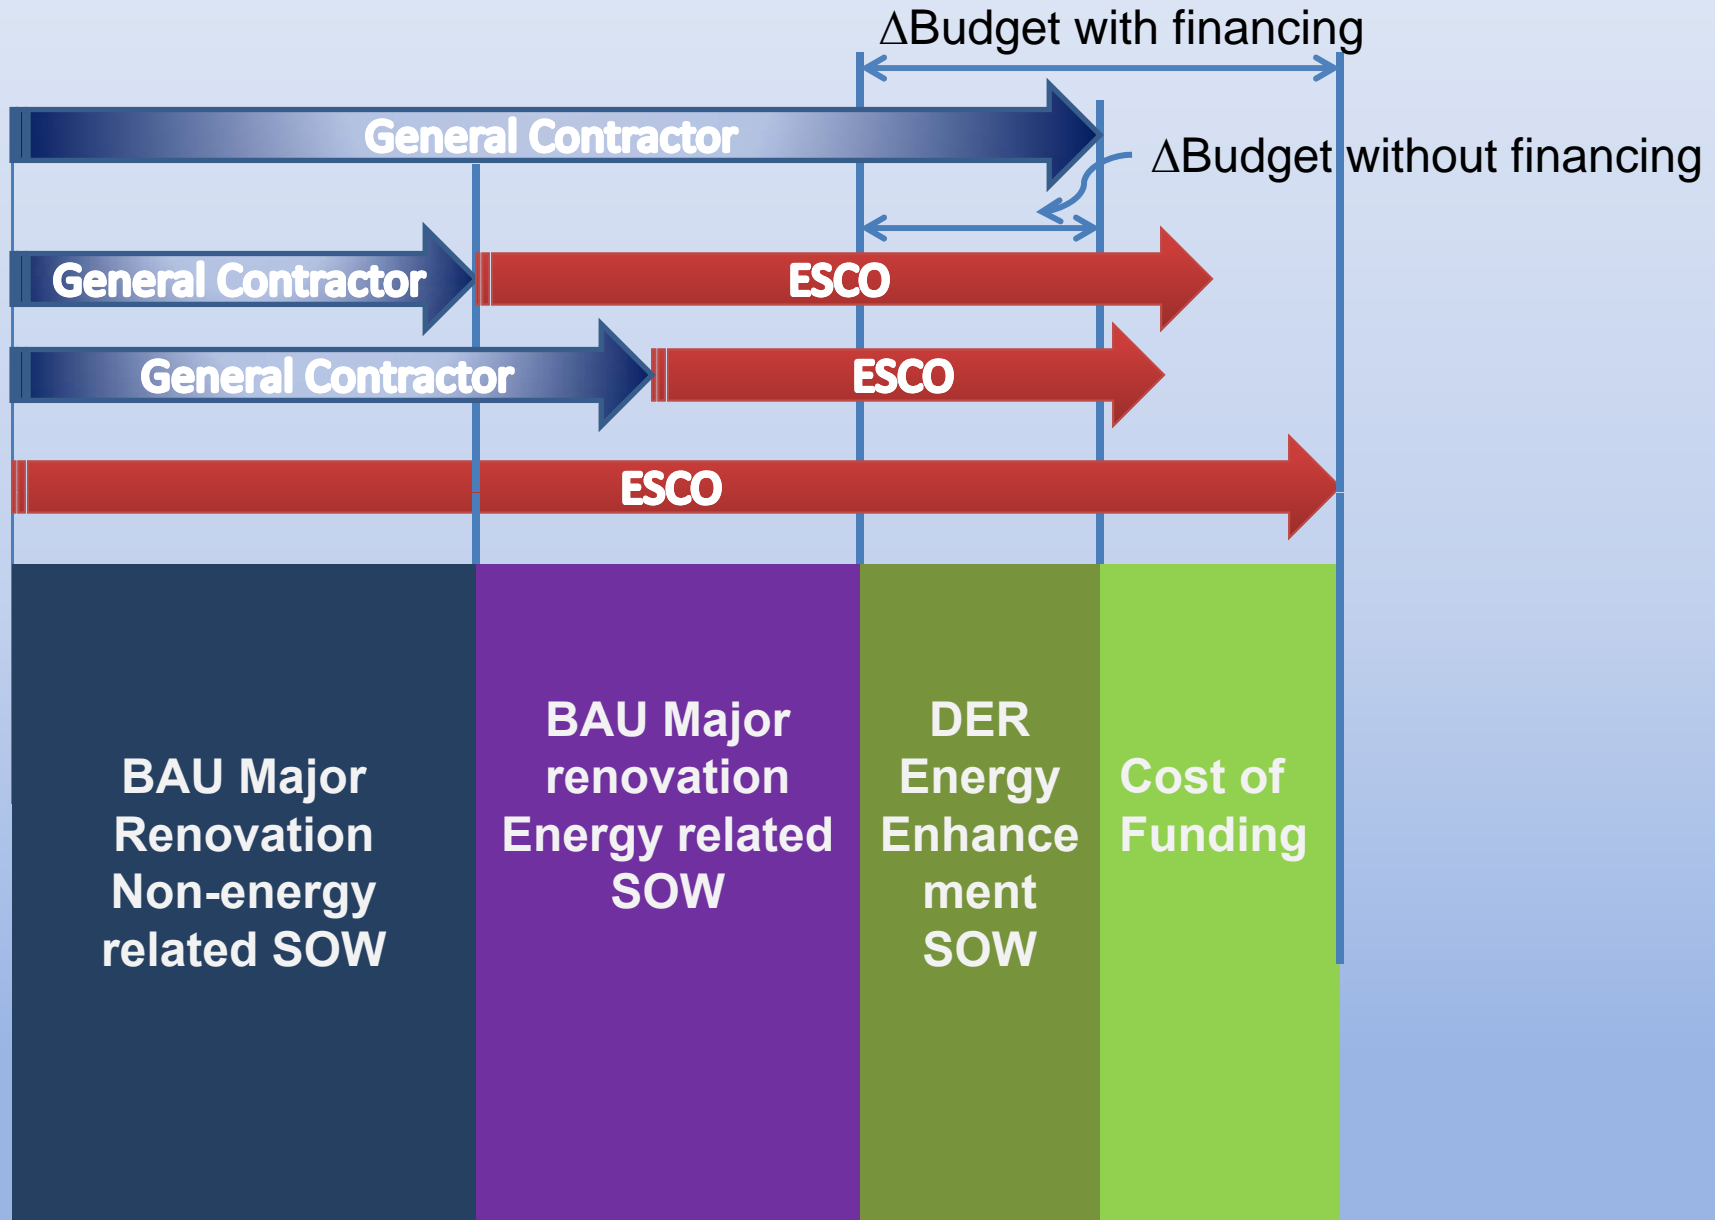 ∆Budget with financing
General Contractor
∆Budget without financing
General Contractor
ESCO
General Contractor
ESCO
ESCO
BAU Major
Renovation
Non-energy
related SOW
BAU Major
renovation
Energy related
SOW
DER
Energy
Enhance
ment
SOW
Cost of
Funding